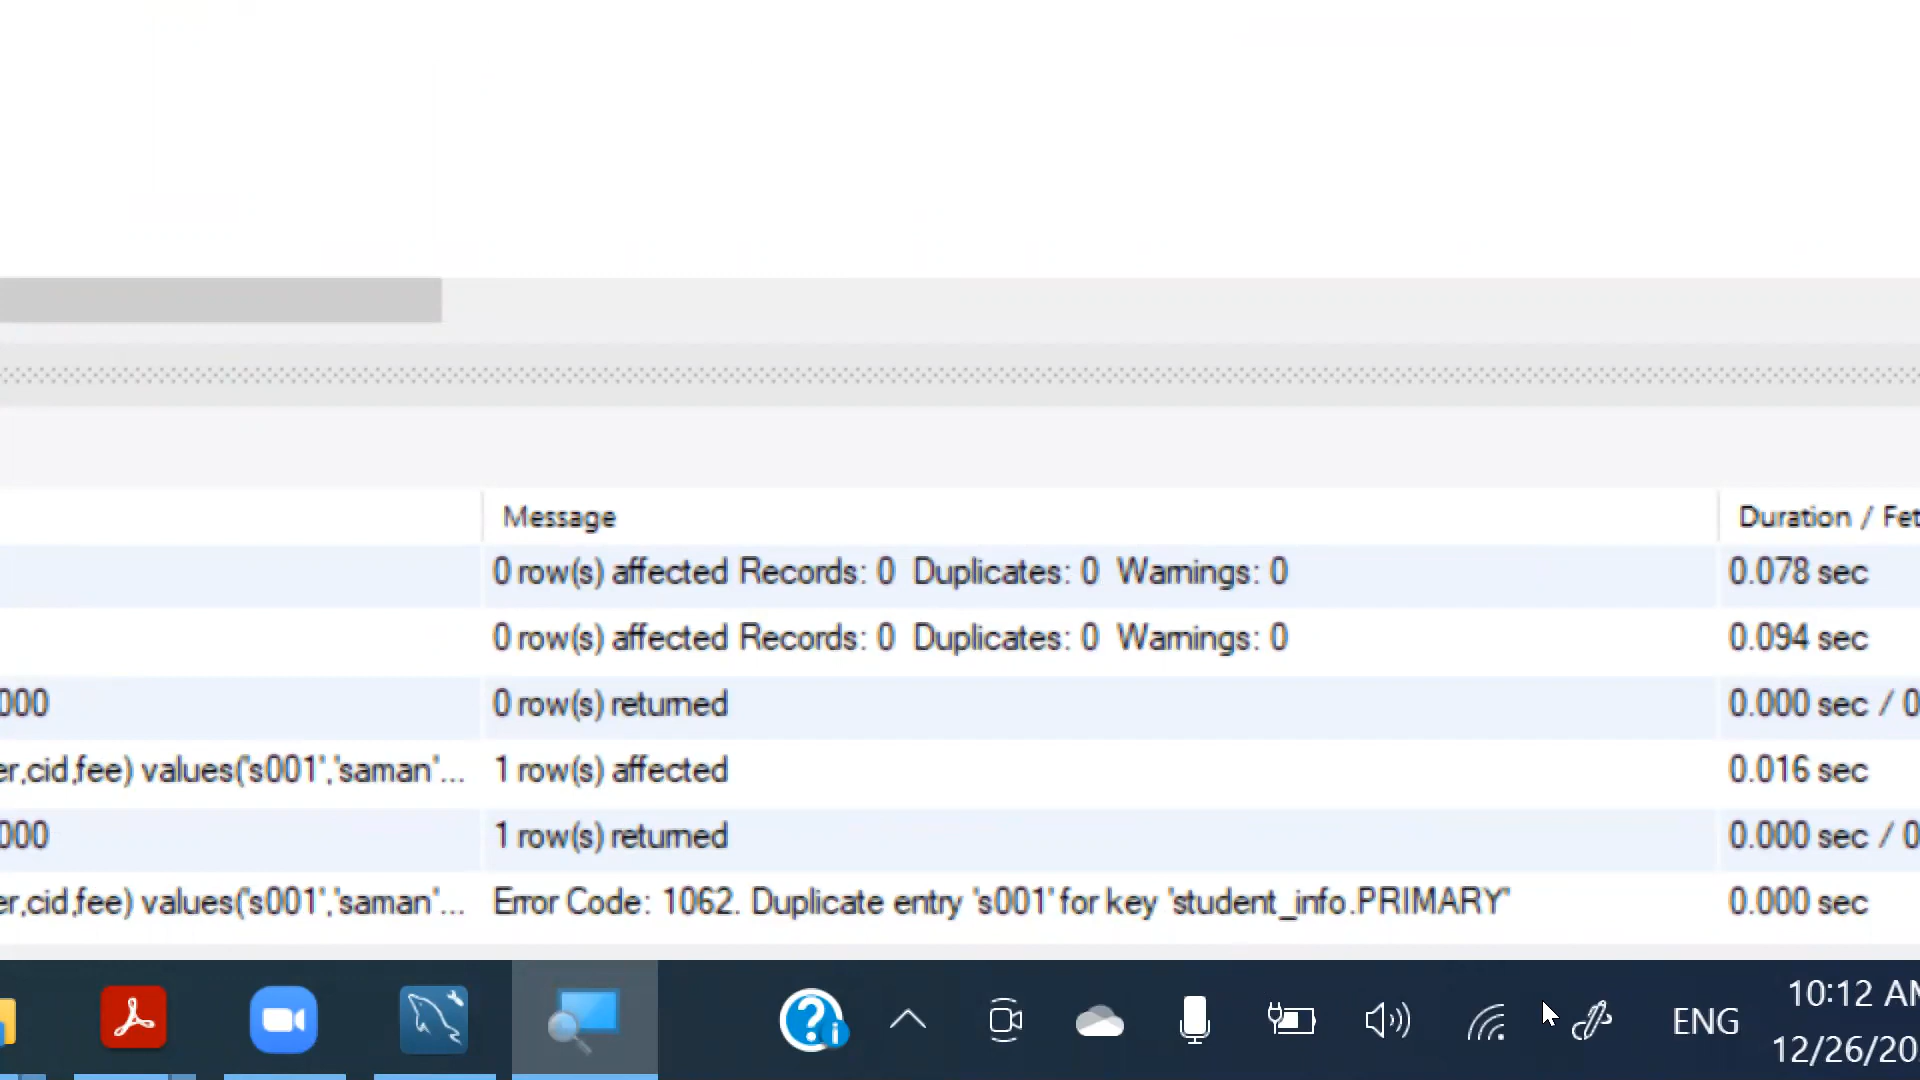 Message Duration / Fet
0 row(s) affected Records: 0 Duplicates: 0 Warnings: 0 0.078 sec
0 row(s) affected Records: 0 Duplicates: 0 Warnings: 0 0.094 sec
000 0 row(s) returned 0.000 sec / 0
er,cid,fee) values('s001','saman'... 1 row(s) affected 0.016 sec
000 1 row(s) returned 0.000 sec / 0
er,cid,fee) values('s001','saman'... Error Code: 1062. Duplicate entry 's001' for key 'student_info.PRIMARY' 0.000 sec
ENG
10:12 AM
12/26/20